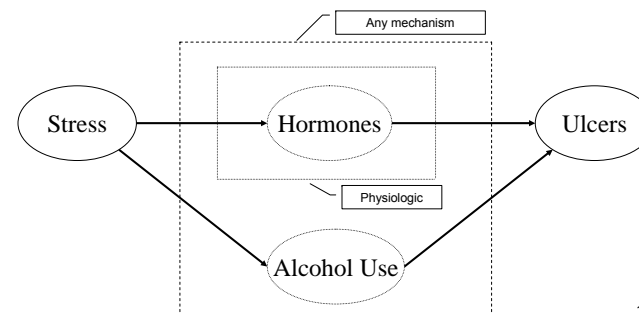 Any mechanism
Stress
Hormones
Ulcers
Physiologic
Alcohol Use